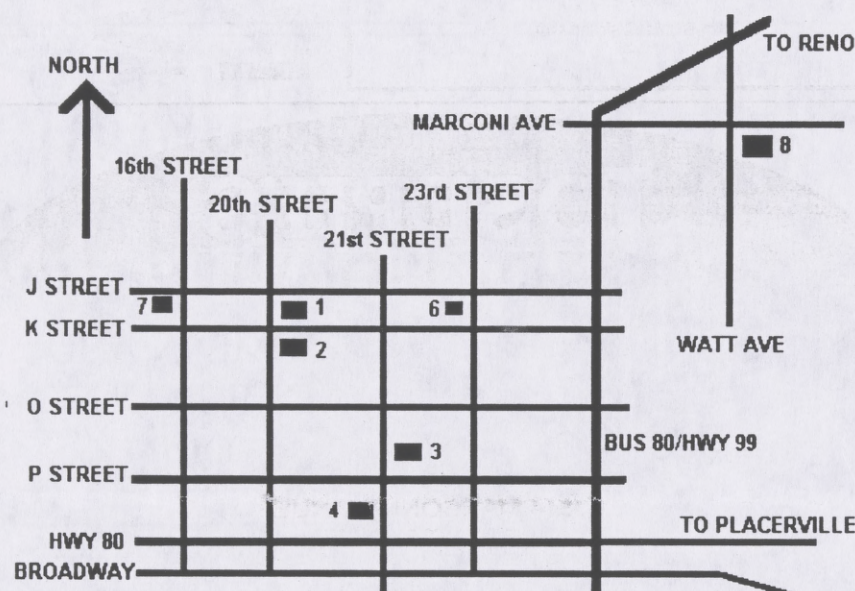 TO RENO
NORTH
MARCONI AVE
8
16th STREET
23rd STREET
20th STREET
21st STREET
J STREET
7
1
6
K STREET
2
WATT AVE
O STREET
BUS 80/HWY 99
3
P STREET
4
TO PLACERVILLE
HWY 80
BROADWAY